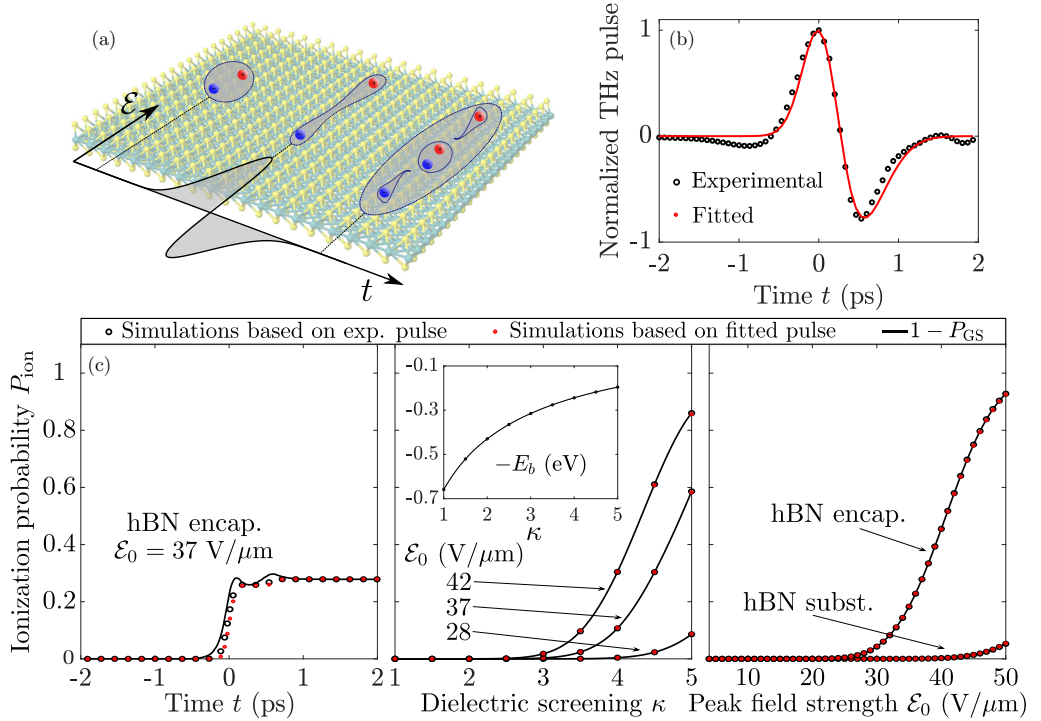 (a)
ℰ
t
(b)
Normalized THz pulse
1
0
-1
Experimental
Fitted
-2 -1 0 1 2
Time t (ps)
Simulations based on exp. pulse Simulations based on fitted pulse 1 − P_GS
(c)
Ionization probability P_ion
1
0.8
0.6
0.4
0.2
0
hBN encap.
ℰ₀ = 37 V/μm
-2 -1 0 1 2
Time t (ps)
-0.1
-0.3
-0.5
-0.7
−E_b (eV)
1 2 3 4 5
κ
ℰ₀ (V/μm)
42
37
28
1 2 3 4 5
Dielectric screening κ
hBN encap.
hBN subst.
10 20 30 40 50
Peak field strength ℰ₀ (V/μm)